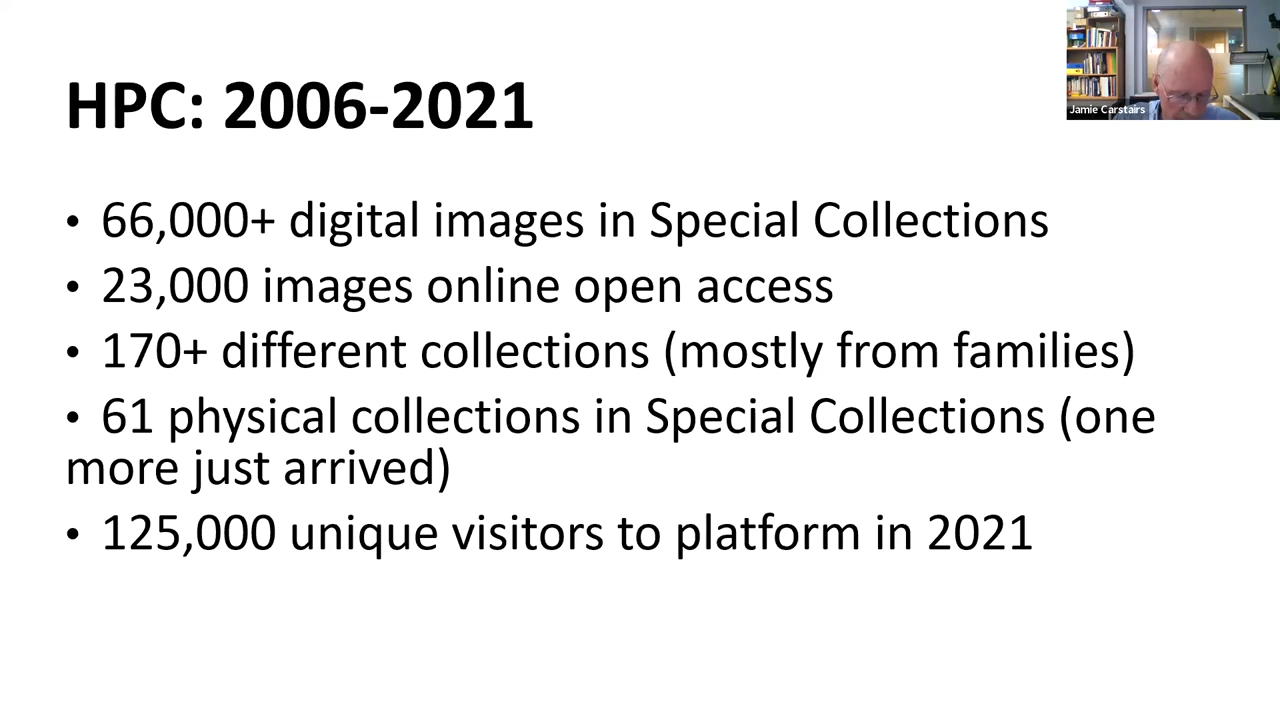 HPC: 2006-2021
Jamie Carstairs
• 66,000+ digital images in Special Collections
• 23,000 images online open access
• 170+ different collections (mostly from families)
• 61 physical collections in Special Collections (one
more just arrived)
• 125,000 unique visitors to platform in 2021